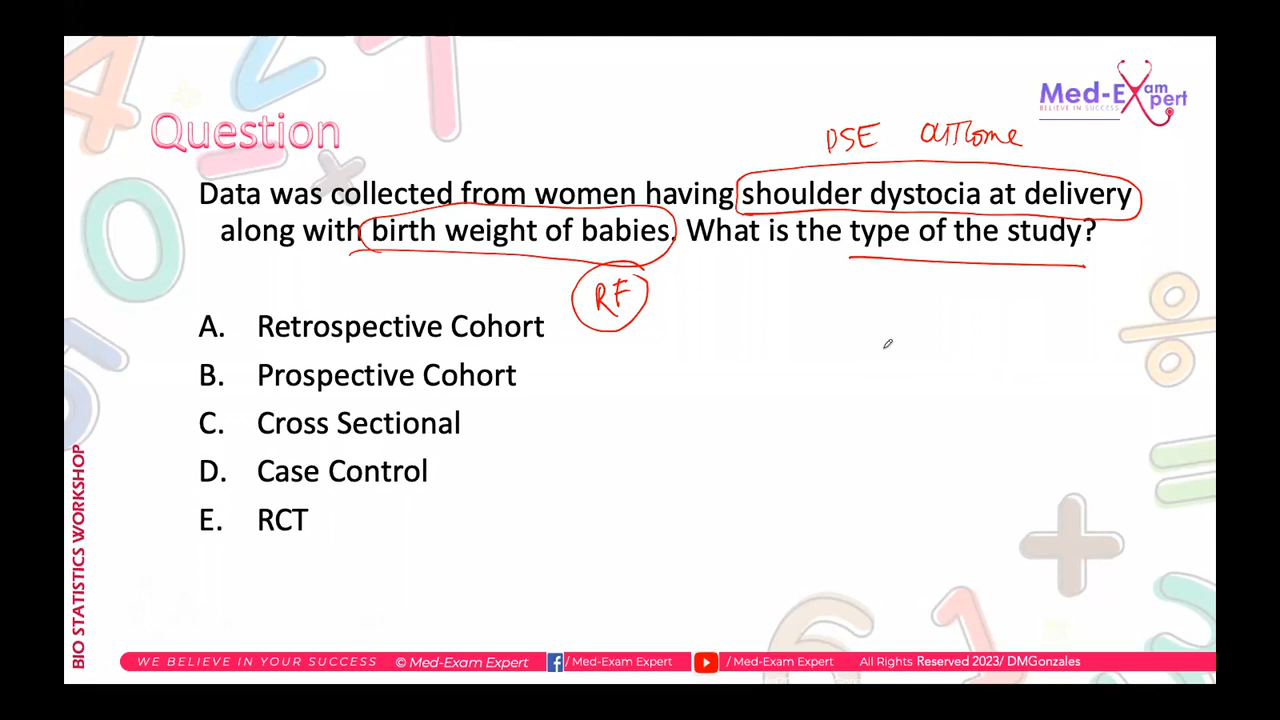 Med-Exam
pert
BELIEVE IN SUCCESS
Question
DSE OUTCome
Data was collected from women having shoulder dystocia at delivery
along with birth weight of babies. What is the type of the study?
RF
A. Retrospective Cohort
B. Prospective Cohort
C. Cross Sectional
D. Case Control
E. RCT
BIO STATISTICS WORKSHOP
WE BELIEVE IN YOUR SUCCESS © Med-Exam Expert f / Med-Exam Expert / Med-Exam Expert All Rights Reserved 2023/ DMGonzales